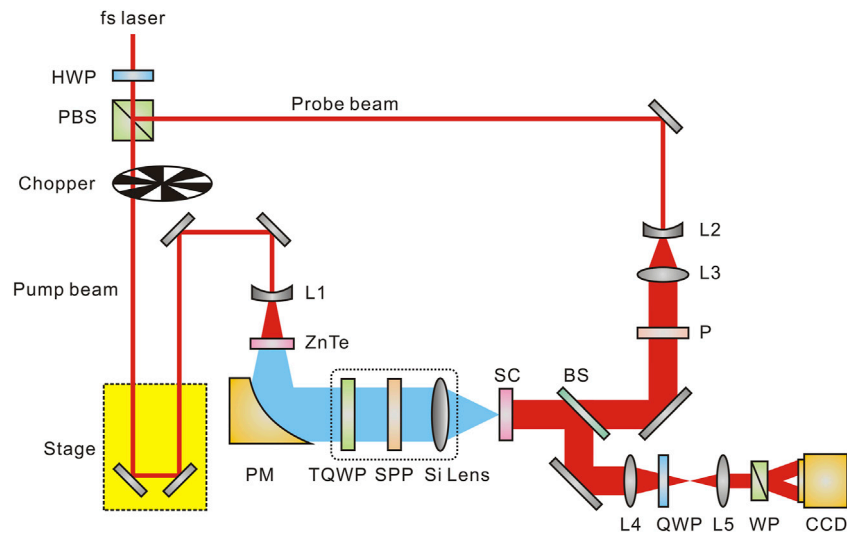 fs laser
HWP
PBS
Probe beam
Chopper
L2
L3
Pump beam
L1
P
ZnTe
SC
BS
Stage
PM
TQWP
SPP
Si Lens
L4
QWP
L5
WP
CCD